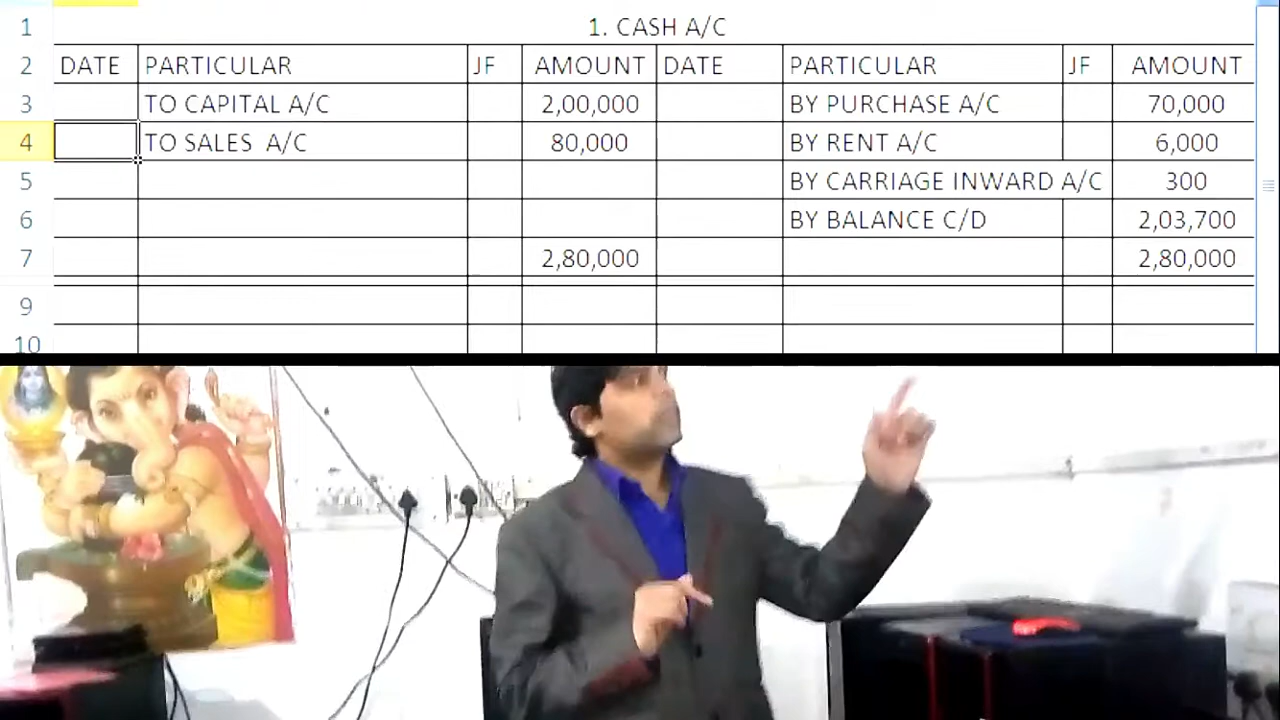 1 1. CASH A/C
2 DATE PARTICULAR JF AMOUNT DATE PARTICULAR JF AMOUNT
3 TO CAPITAL A/C 2,00,000 BY PURCHASE A/C 70,000
4 TO SALES A/C 80,000 BY RENT A/C 6,000
5 BY CARRIAGE INWARD A/C 300
6 BY BALANCE C/D 2,03,700
7 2,80,000 2,80,000
9
10